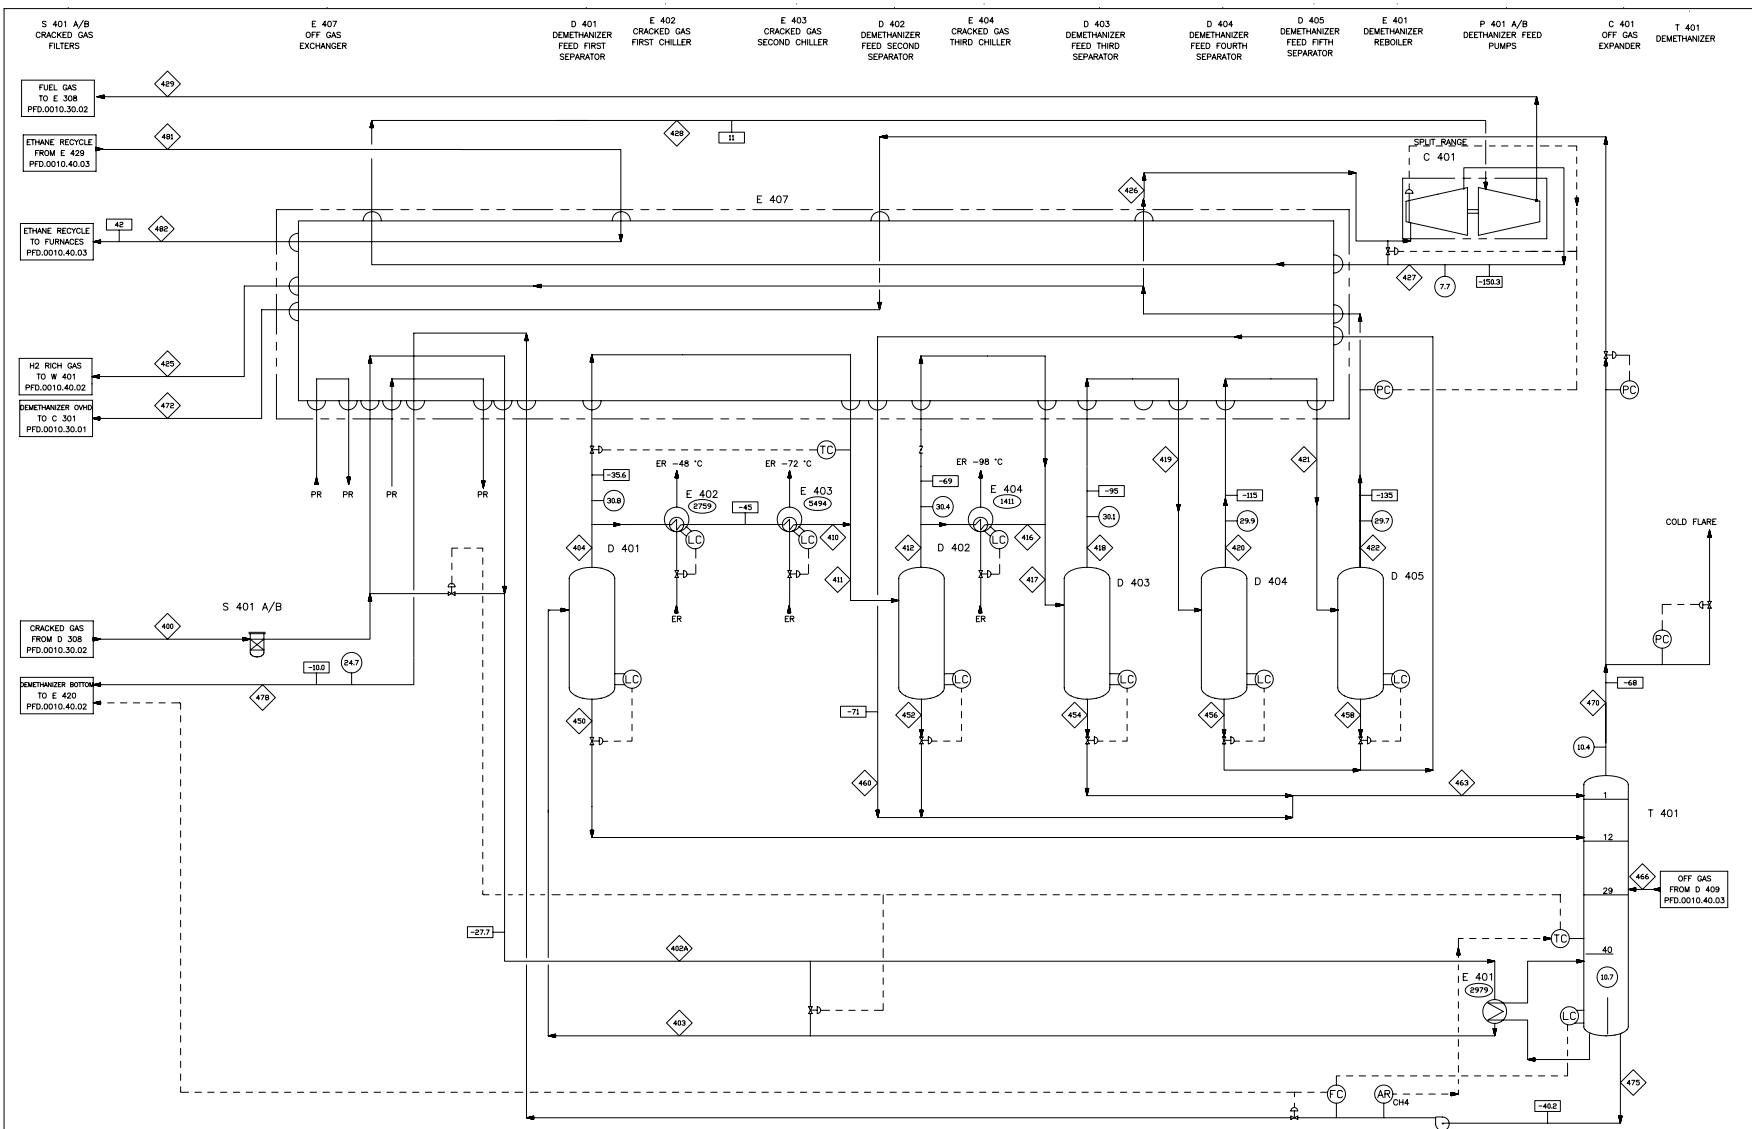 S 401 A/B
CRACKED GAS
FILTERS
E 407
OFF GAS
EXCHANGER
D 401
DEMETHANIZER
FEED FIRST
SEPARATOR
E 402
CRACKED GAS
FIRST CHILLER
E 403
CRACKED GAS
SECOND CHILLER
D 402
DEMETHANIZER
FEED SECOND
SEPARATOR
E 404
CRACKED GAS
THIRD CHILLER
D 403
DEMETHANIZER
FEED THIRD
SEPARATOR
D 404
DEMETHANIZER
FEED FOURTH
SEPARATOR
D 405
DEMETHANIZER
FEED FIFTH
SEPARATOR
E 401
DEMETHANIZER
REBOILER
P 401 A/B
DEETHANIZER FEED
PUMPS
C 401
OFF GAS
EXPANDER
T 401
DEMETHANIZER
FUEL GAS
TO E 308
PFD.0010.30.02
429
ETHANE RECYCLE
FROM E 429
PFD.0010.40.03
481
428
11
SPLIT RANGE
C 401
426
E 407
ETHANE RECYCLE
TO FURNACES
PFD.0010.40.03
42
482
427
7.7
-150.3
H2 RICH GAS
TO W 401
PFD.0010.40.02
425
DEMETHANIZER OVHD
TO C 301
PFD.0010.30.01
472
PC
PC
TC
PR
PR
PR
PR
-35.6
30.8
ER -48 °C
E 402
2759
LC
-45
ER -72 °C
E 403
5494
LC
410
-69
30.4
ER -98 °C
E 404
1411
LC
416
-95
30.1
419
-115
29.9
421
-135
29.7
COLD FLARE
404
D 401
411
412
D 402
417
418
D 403
420
D 404
422
D 405
ER
ER
ER
S 401 A/B
CRACKED GAS
FROM D 308
PFD.0010.30.02
400
-10.0
24.7
DEMETHANIZER BOTTOM
TO E 420
PFD.0010.40.02
478
LC
LC
LC
LC
LC
PC
-68
470
10.4
450
-71
452
454
456
458
460
463
1
T 401
12
29
466
OFF GAS
FROM D 409
PFD.0010.40.03
-27.7
402A
TC
40
E 401
2979
10.7
LC
403
475
FC
AR
CH4
-40.2